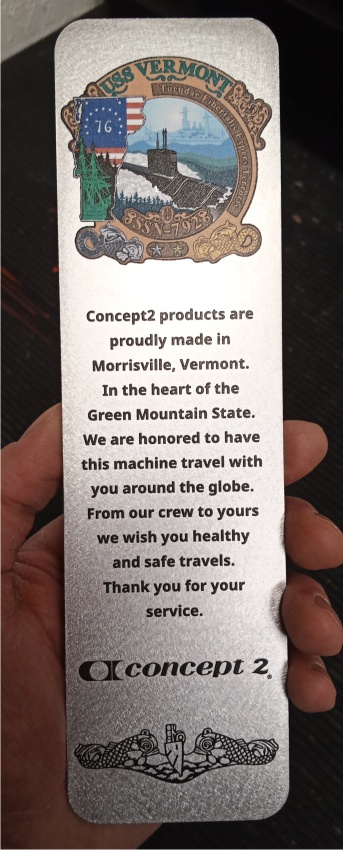 USS VERMONT
76
SSN-792
Concept2 products are
proudly made in
Morrisville, Vermont.
In the heart of the
Green Mountain State.
We are honored to have
this machine travel with
you around the globe.
From our crew to yours
we wish you healthy
and safe travels.
Thank you for your
service.
concept 2.